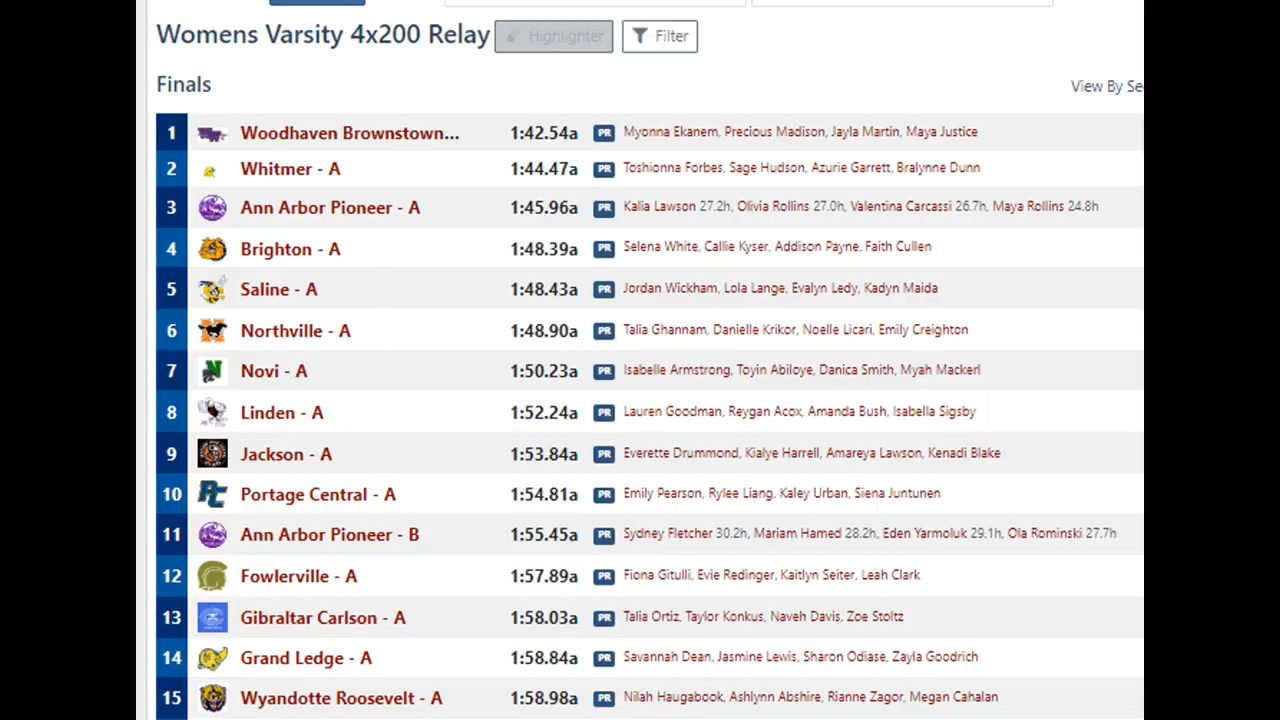 Womens Varsity 4x200 Relay Highlighter Filter
Finals View By Se
1 Woodhaven Brownstown... 1:42.54a PR Myonna Ekanem, Precious Madison, Jayla Martin, Maya Justice
2 Whitmer - A 1:44.47a PR Toshionna Forbes, Sage Hudson, Azurie Garrett, Bralynne Dunn
3 Ann Arbor Pioneer - A 1:45.96a PR Kalia Lawson 27.2h, Olivia Rollins 27.0h, Valentina Carcassi 26.7h, Maya Rollins 24.8h
4 Brighton - A 1:48.39a PR Selena White, Callie Kyser, Addison Payne, Faith Cullen
5 Saline - A 1:48.43a PR Jordan Wickham, Lola Lange, Evalyn Ledy, Kadyn Maida
6 Northville - A 1:48.90a PR Talia Ghannam, Danielle Krikor, Noelle Licari, Emily Creighton
7 Novi - A 1:50.23a PR Isabelle Armstrong, Toyin Abiloye, Danica Smith, Myah Mackerl
8 Linden - A 1:52.24a PR Lauren Goodman, Reygan Acox, Amanda Bush, Isabella Sigsby
9 Jackson - A 1:53.84a PR Everette Drummond, Kialye Harrell, Amareya Lawson, Kenadi Blake
10 Portage Central - A 1:54.81a PR Emily Pearson, Rylee Liang, Kaley Urban, Siena Juntunen
11 Ann Arbor Pioneer - B 1:55.45a PR Sydney Fletcher 30.2h, Mariam Hamed 28.2h, Eden Yarmoluk 29.1h, Ola Rominski 27.7h
12 Fowlerville - A 1:57.89a PR Fiona Gitulli, Evie Redinger, Kaitlyn Seiter, Leah Clark
13 Gibraltar Carlson - A 1:58.03a PR Talia Ortiz, Taylor Konkus, Naveh Davis, Zoe Stoltz
14 Grand Ledge - A 1:58.84a PR Savannah Dean, Jasmine Lewis, Sharon Odiase, Zayla Goodrich
15 Wyandotte Roosevelt - A 1:58.98a PR Nilah Haugabook, Ashlynn Abshire, Rianne Zagor, Megan Cahalan